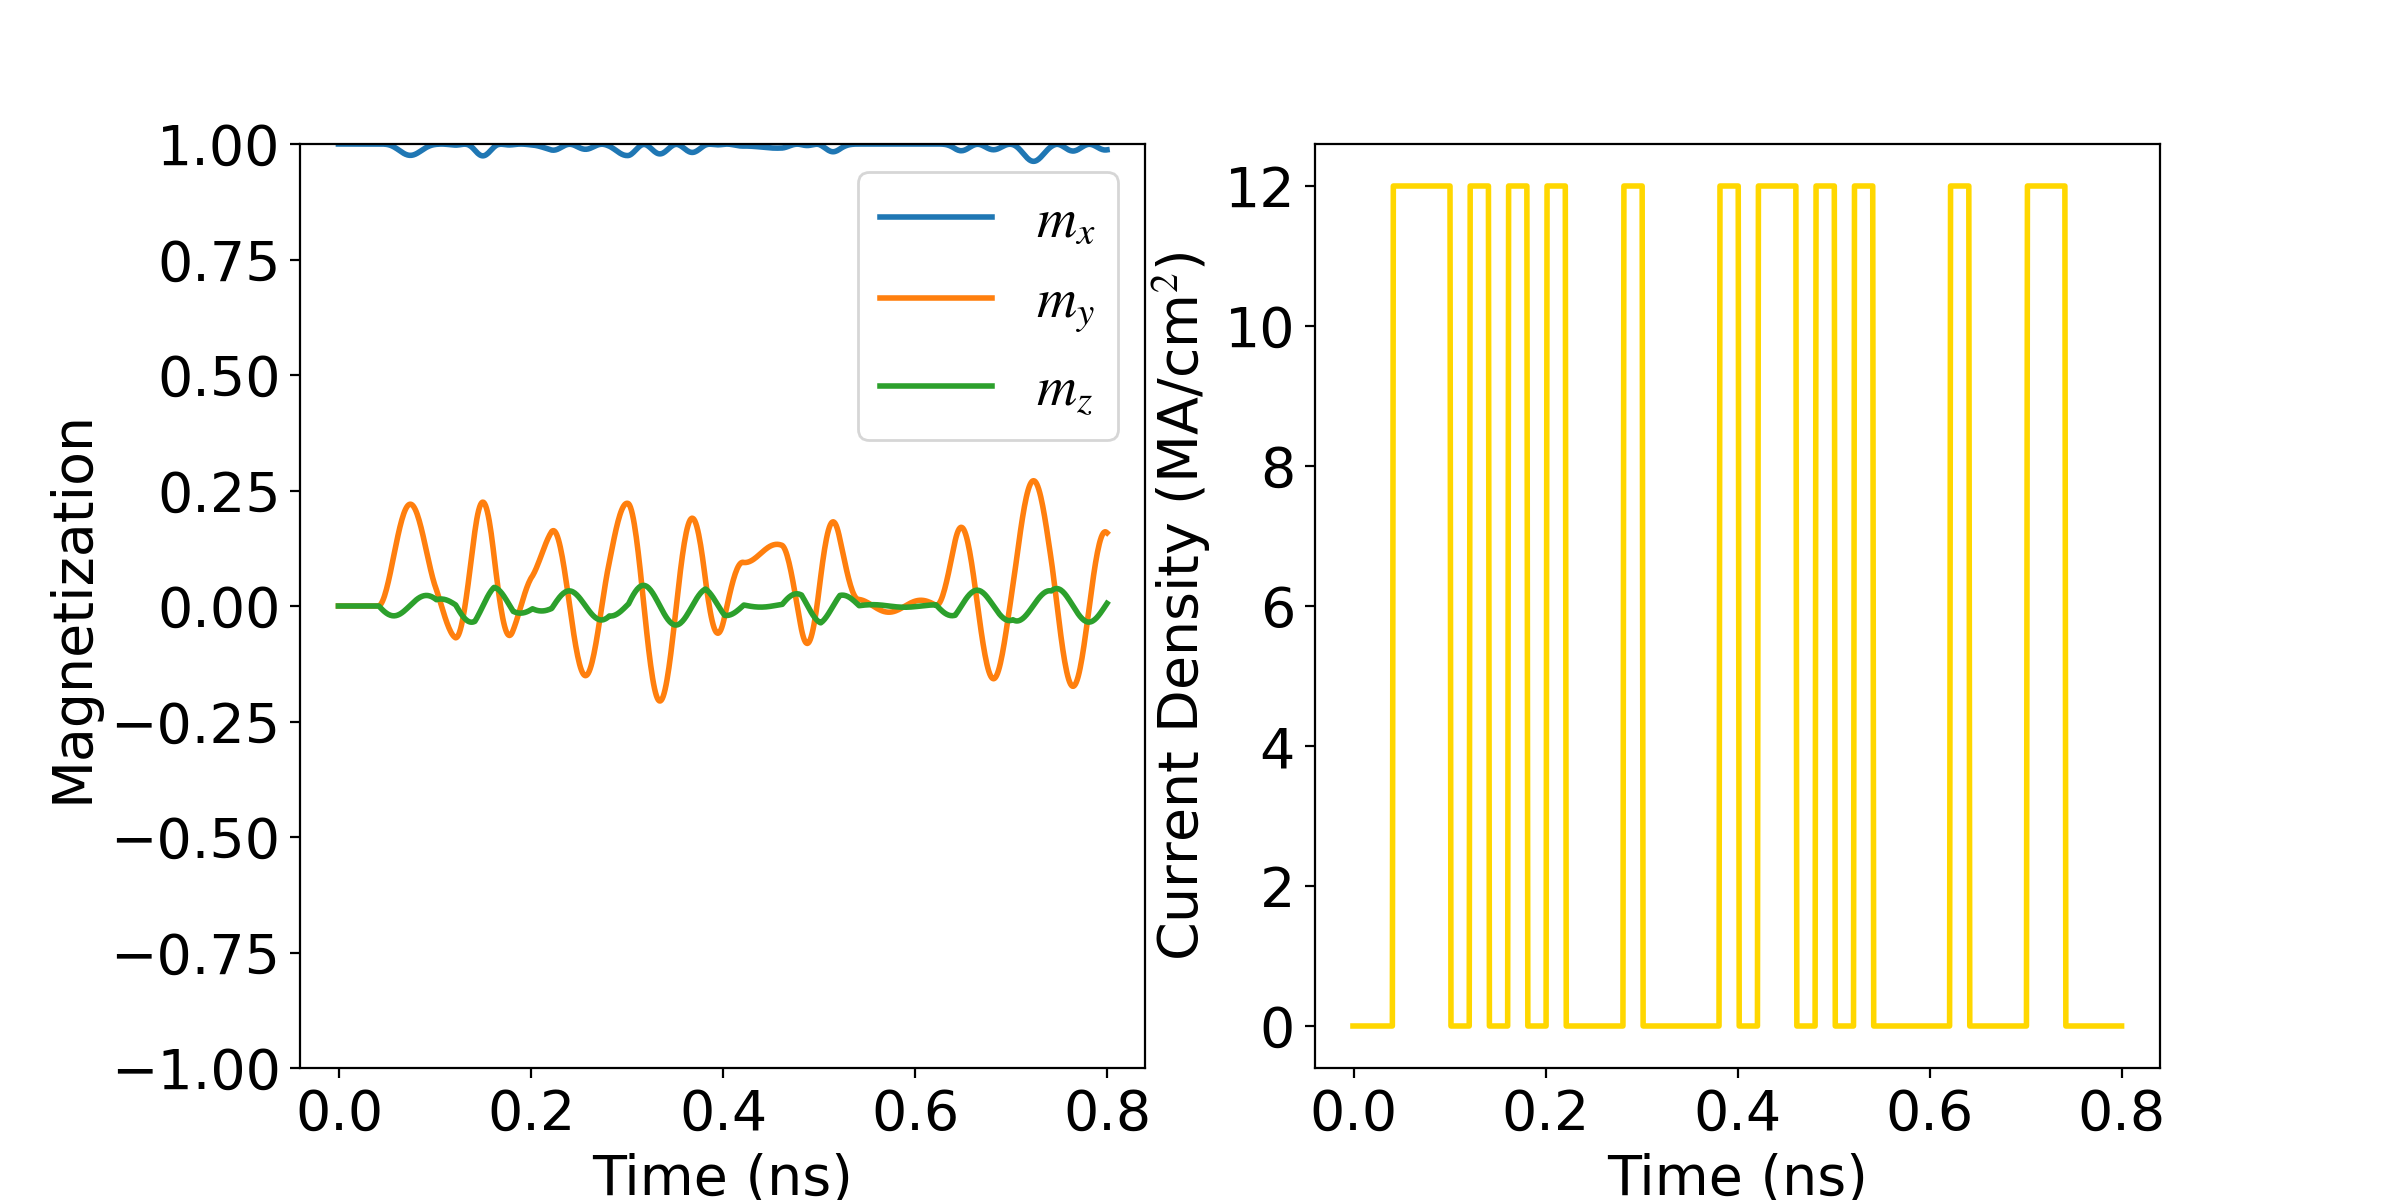 Magnetization
1.00
0.75
0.50
0.25
0.00
−0.25
−0.50
−0.75
−1.00
0.0 0.2 0.4 0.6 0.8
Time (ns)
m_x
m_y
m_z
Current Density (MA/cm²)
12
10
8
6
4
2
0
0.0 0.2 0.4 0.6 0.8
Time (ns)